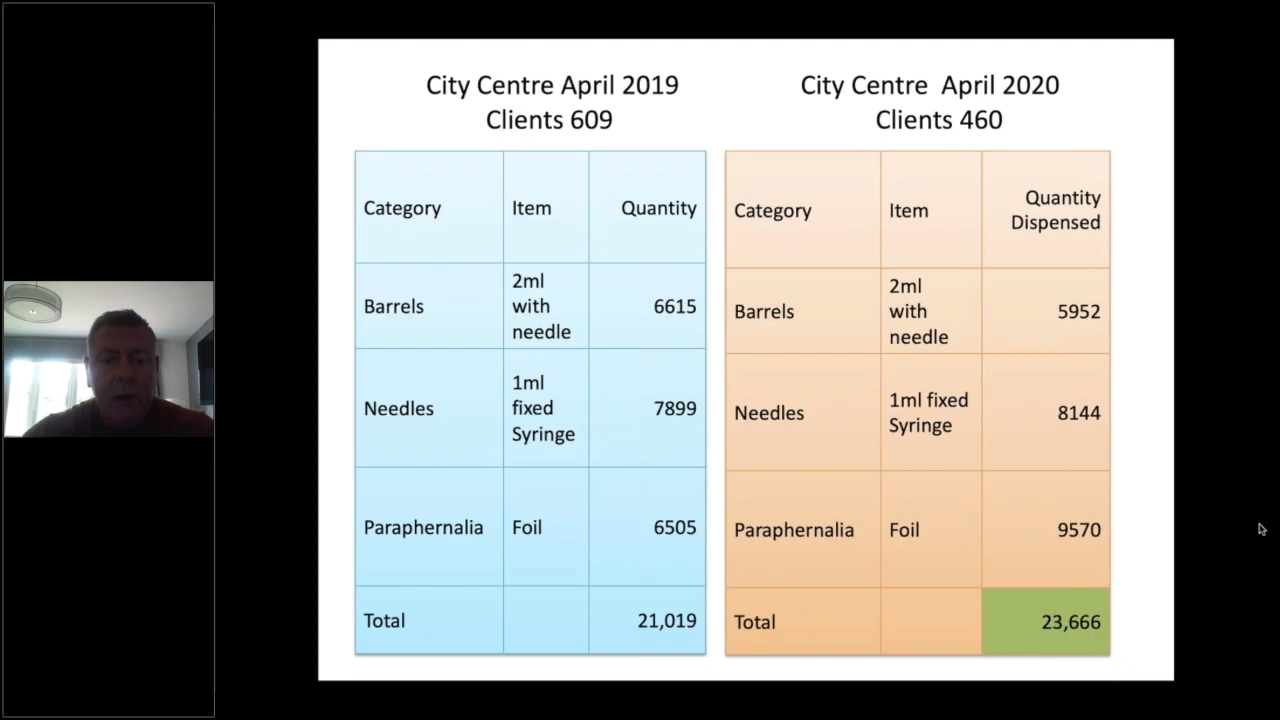 City Centre April 2019
Clients 609
Category Item Quantity
Barrels 2ml with needle 6615
Needles 1ml fixed Syringe 7899
Paraphernalia Foil 6505
Total 21,019
City Centre April 2020
Clients 460
Category Item Quantity Dispensed
Barrels 2ml with needle 5952
Needles 1ml fixed Syringe 8144
Paraphernalia Foil 9570
Total 23,666